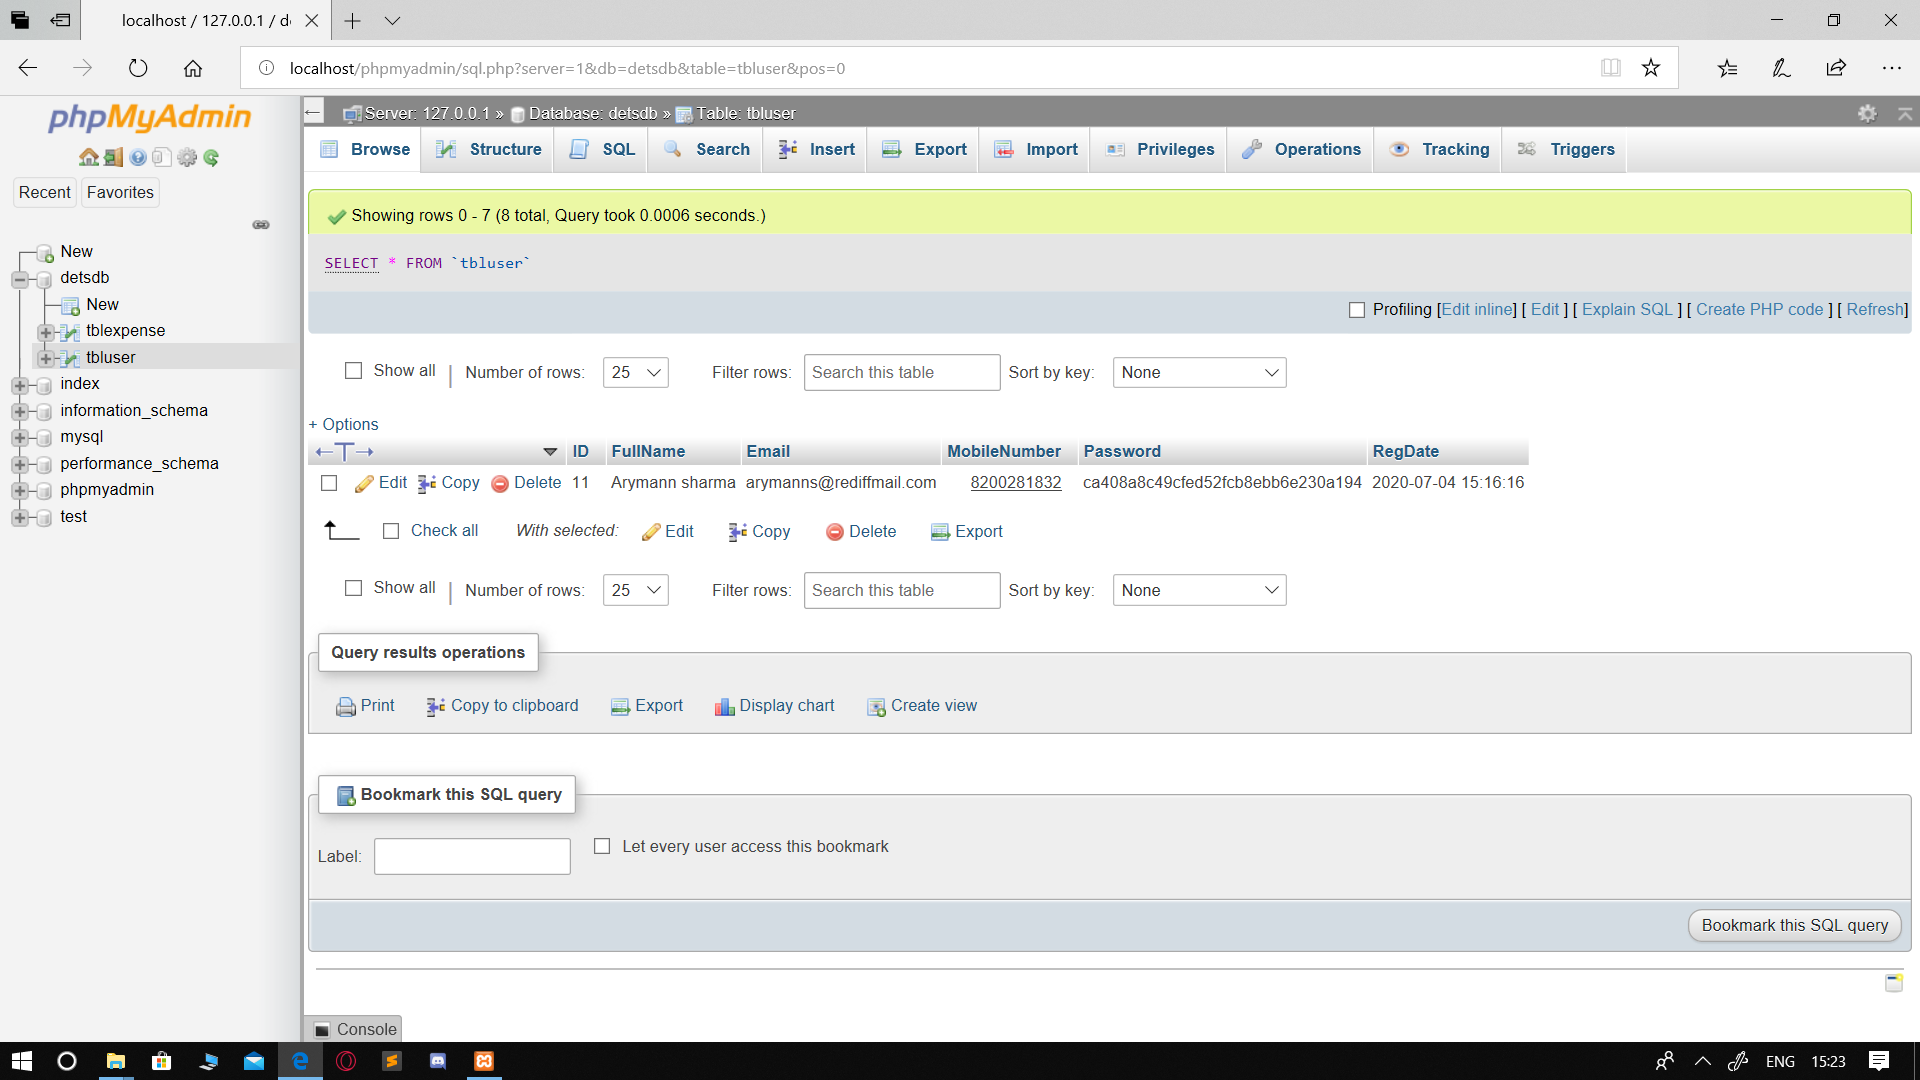 localhost / 127.0.0.1 / d
localhost/phpmyadmin/sql.php?server=1&db=detsdb&table=tbluser&pos=0
phpMyAdmin
Recent Favorites
New
detsdb
New
tblexpense
tbluser
index
information_schema
mysql
performance_schema
phpmyadmin
test
Server: 127.0.0.1 » Database: detsdb » Table: tbluser
Browse Structure SQL Search Insert Export Import Privileges Operations Tracking Triggers
Showing rows 0 - 7 (8 total, Query took 0.0006 seconds.)
SELECT * FROM `tbluser`
Profiling [Edit inline] [ Edit ] [ Explain SQL ] [ Create PHP code ] [ Refresh]
Show all | Number of rows: 25 Filter rows: Search this table Sort by key: None
+ Options
←T→ ID FullName Email MobileNumber Password RegDate
Edit Copy Delete 11 Arymann sharma arymanns@rediffmail.com 8200281832 ca408a8c49cfed52fcb8ebb6e230a194 2020-07-04 15:16:16
Check all With selected: Edit Copy Delete Export
Show all | Number of rows: 25 Filter rows: Search this table Sort by key: None
Query results operations
Print Copy to clipboard Export Display chart Create view
Bookmark this SQL query
Label: Let every user access this bookmark
Bookmark this SQL query
Console
ENG 15:23